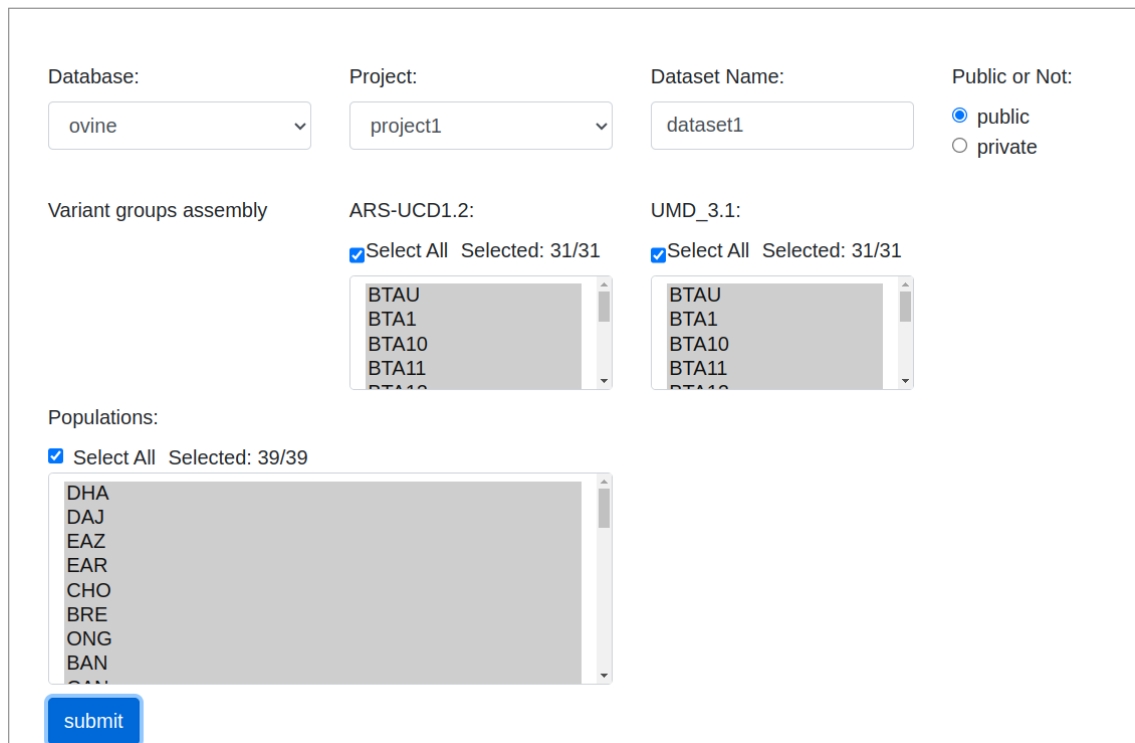 Database: Project: Dataset Name: Public or Not:
ovine project1 dataset1 public
private
Variant groups assembly ARS-UCD1.2: UMD_3.1:
Select All Selected: 31/31 Select All Selected: 31/31
BTAU BTAU
BTA1 BTA1
BTA10 BTA10
BTA11 BTA11
Populations:
Select All Selected: 39/39
DHA
DAJ
EAZ
EAR
CHO
BRE
ONG
BAN
submit